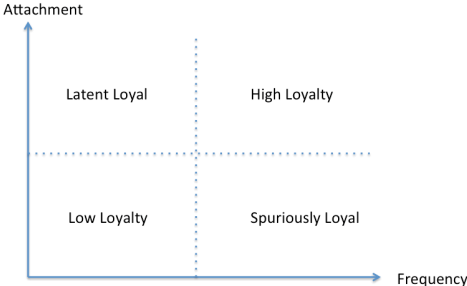 Attachment
Latent Loyal
High Loyalty
Low Loyalty
Spuriously Loyal
Frequency